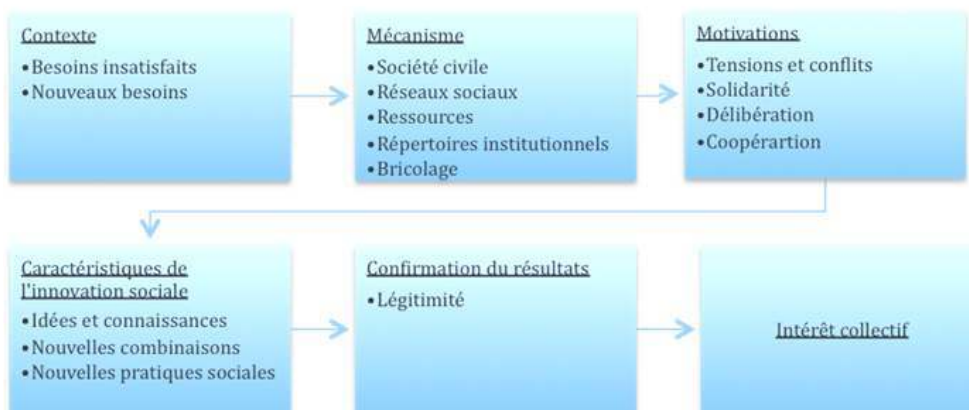 Contexte
•Besoins insatisfaits
•Nouveaux besoins
Mécanisme
•Société civile
•Réseaux sociaux
•Ressources
•Répertoires institutionnels
•Bricolage
Motivations
•Tensions et conflits
•Solidarité
•Délibération
•Coopérartion
Caractéristiques de
l'innovation sociale
•Idées et connaissances
•Nouvelles combinaisons
•Nouvelles pratiques sociales
Confirmation du résultats
•Légitimité
Intérêt collectif